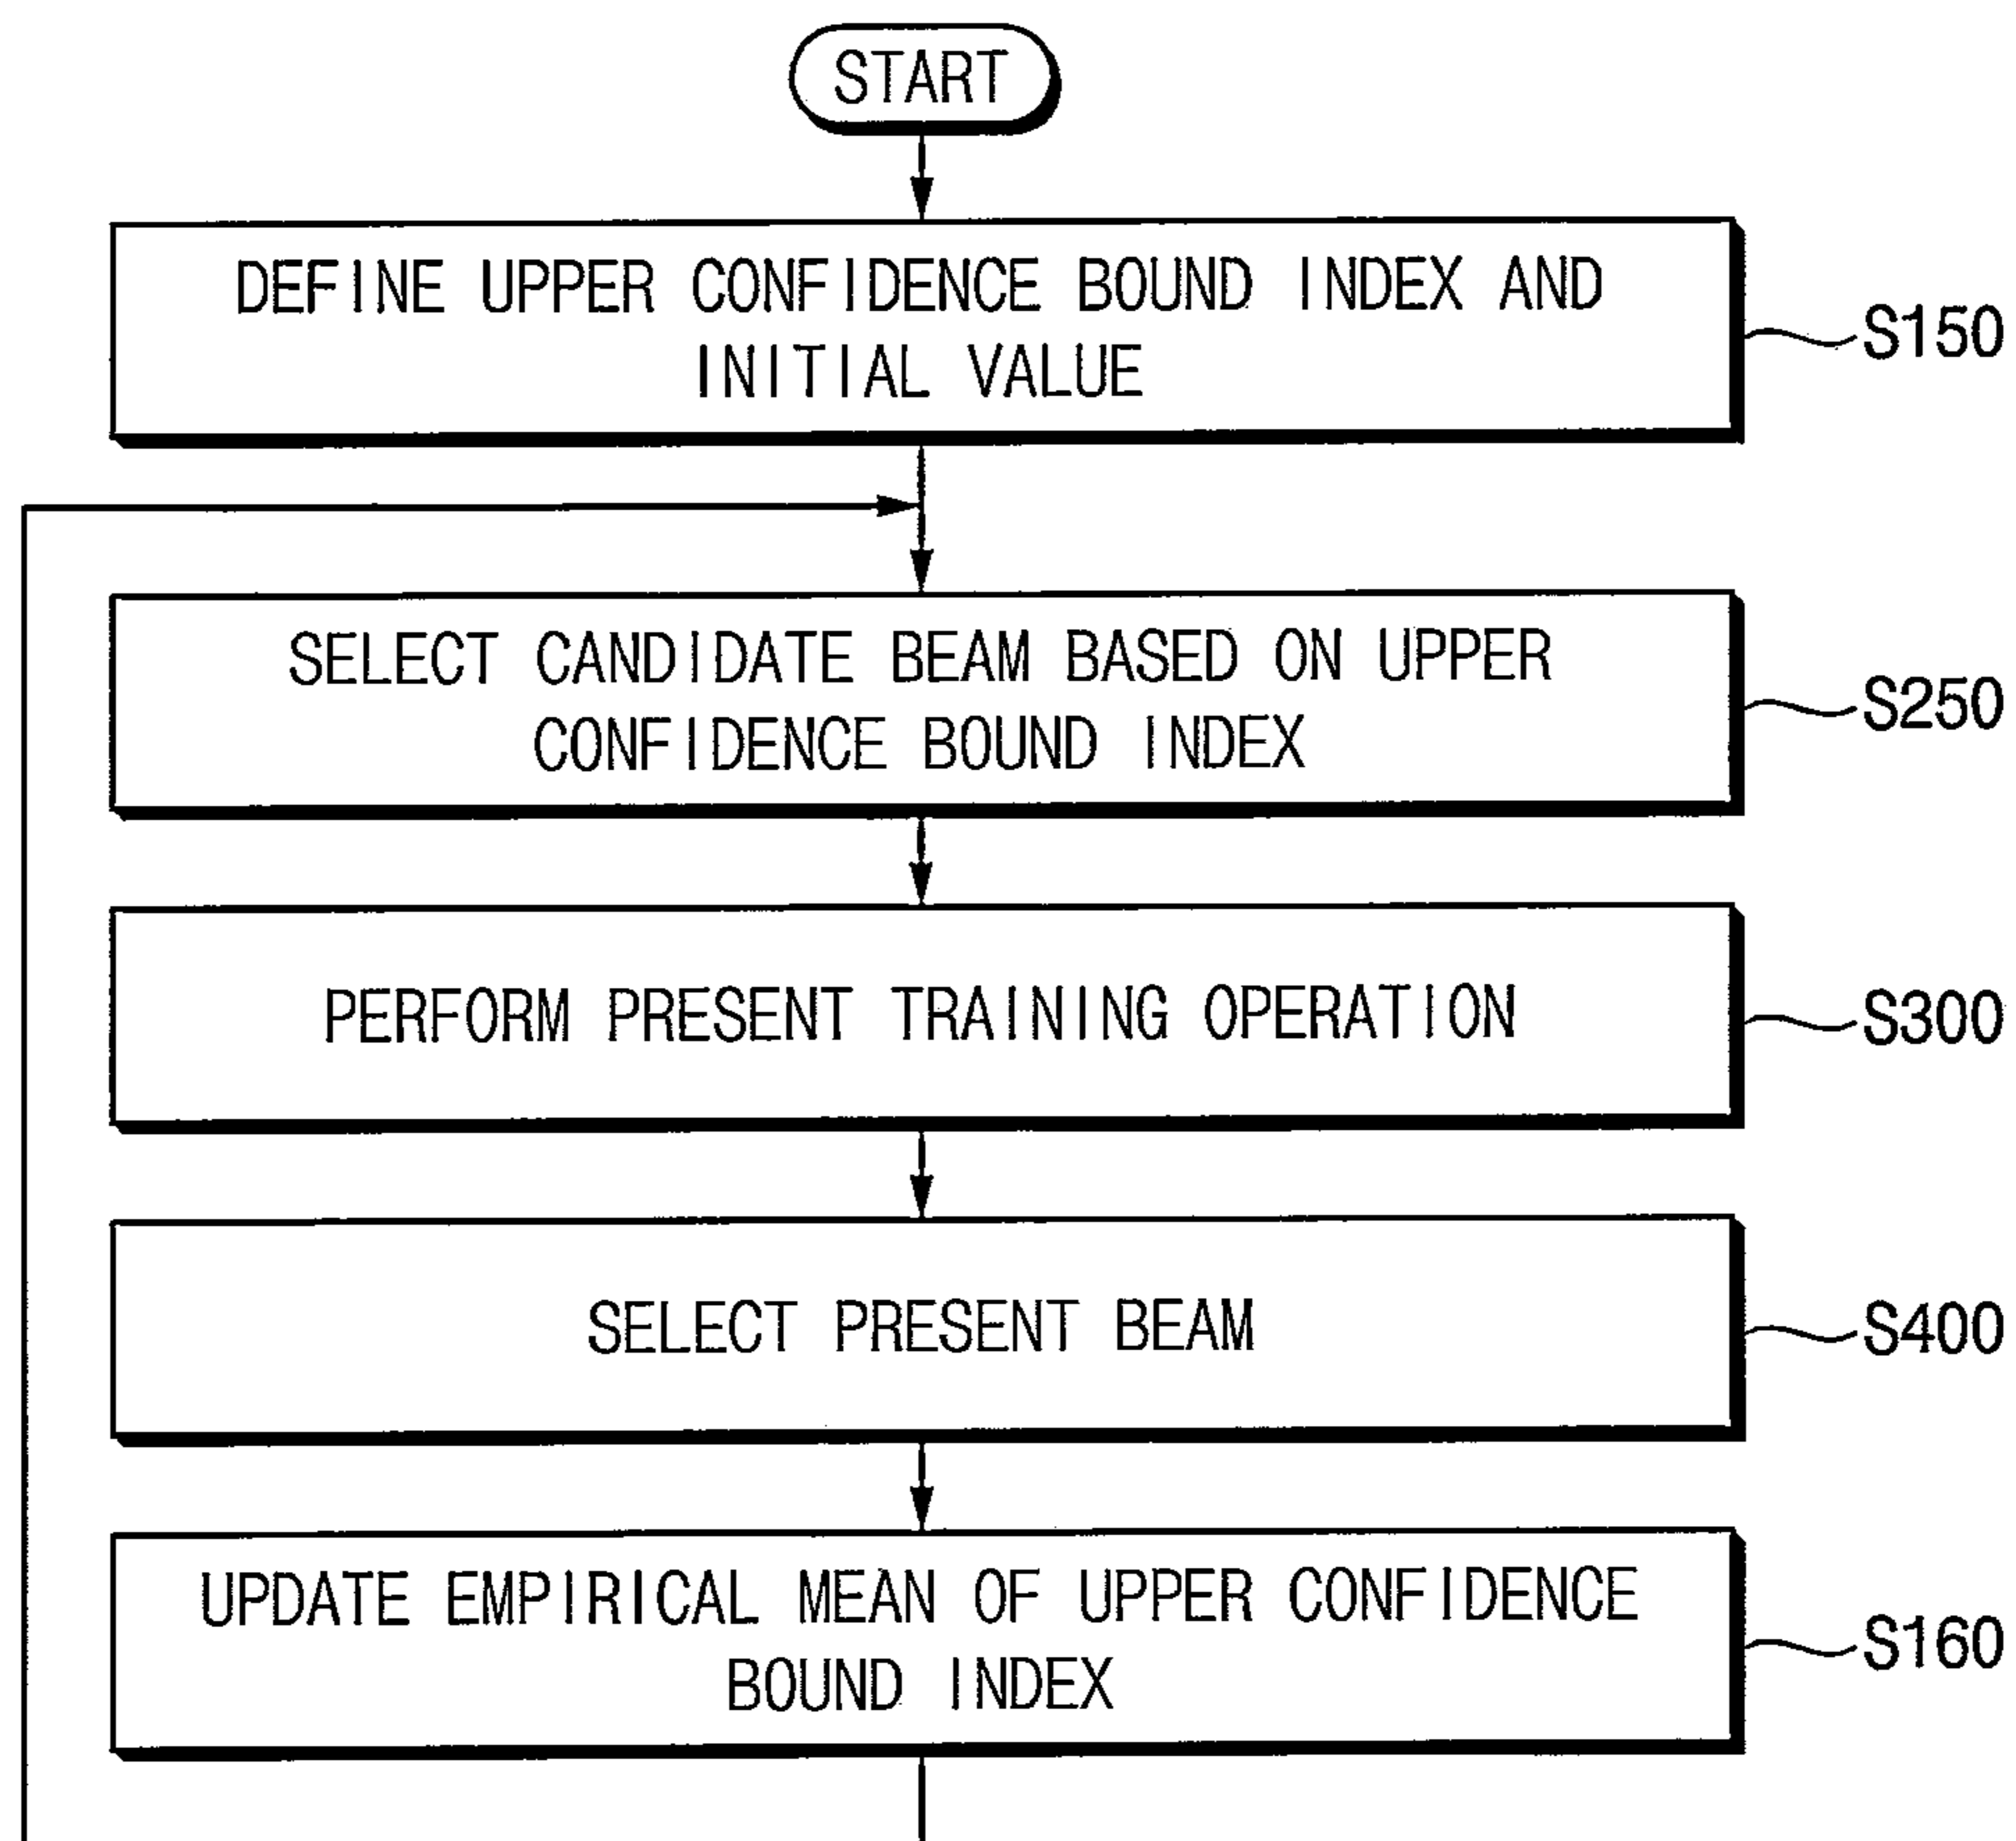 START
DEFINE UPPER CONFIDENCE BOUND INDEX AND
INITIAL VALUE
S150
SELECT CANDIDATE BEAM BASED ON UPPER
CONFIDENCE BOUND INDEX
S250
PERFORM PRESENT TRAINING OPERATION
S300
SELECT PRESENT BEAM
S400
UPDATE EMPIRICAL MEAN OF UPPER CONFIDENCE
BOUND INDEX
S160